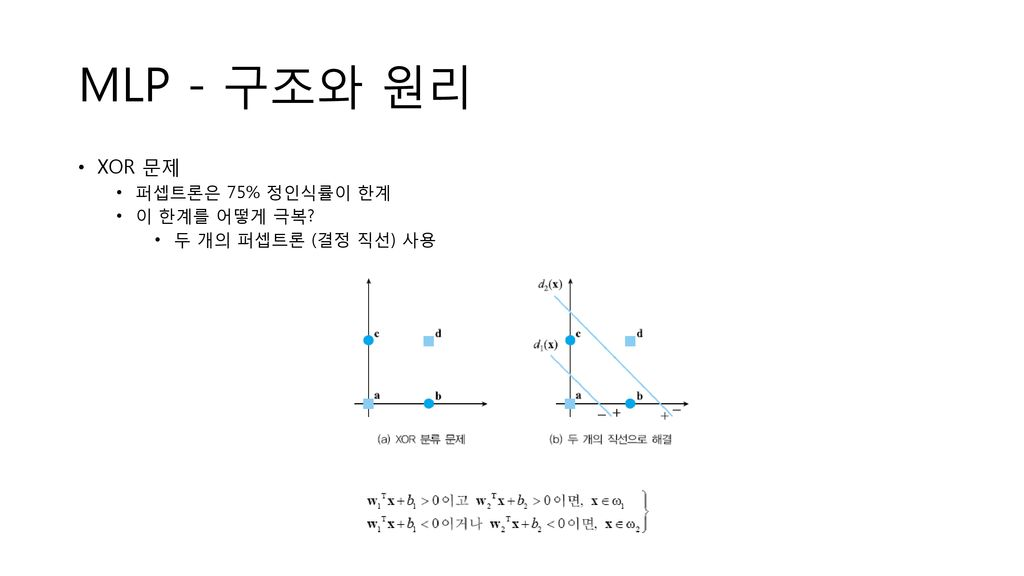 MLP - 구조와 원리
• XOR 문제
• 퍼셉트론은 75% 정인식률이 한계
• 이 한계를 어떻게 극복?
• 두 개의 퍼셉트론 (결정 직선) 사용
c d
a b
(a) XOR 분류 문제
d₂(x)
c d
d₁(x)
a b
− + + −
(b) 두 개의 직선으로 해결
w₁ᵀx + b₁ > 0이고 w₂ᵀx + b₂ > 0이면, x ∈ ω₁
w₁ᵀx + b₁ < 0이거나 w₂ᵀx + b₂ < 0이면, x ∈ ω₂ }